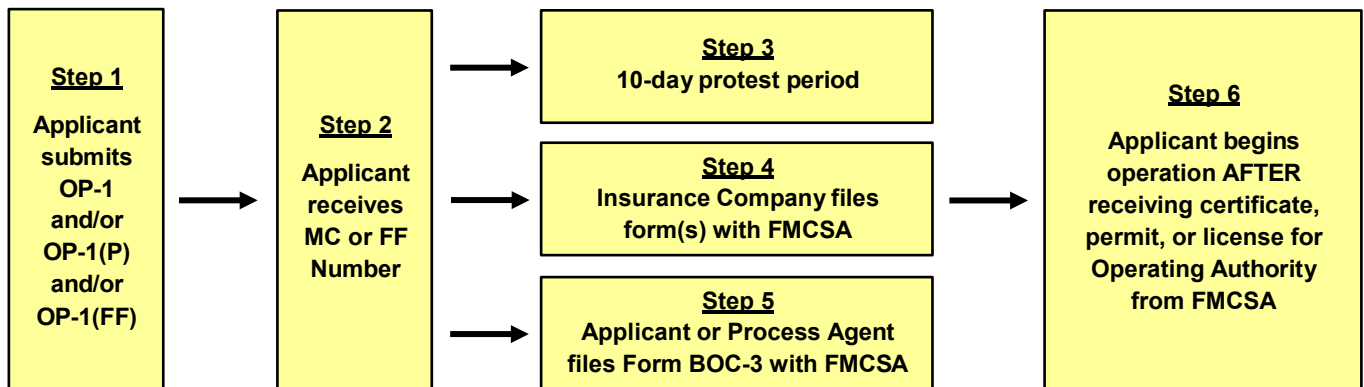 Step 1
Applicant
submits
OP-1
and/or
OP-1(P)
and/or
OP-1(FF)
Step 2
Applicant
receives
MC or FF
Number
Step 3
10-day protest period
Step 4
Insurance Company files
form(s) with FMCSA
Step 5
Applicant or Process Agent
files Form BOC-3 with FMCSA
Step 6
Applicant begins
operation AFTER
receiving certificate,
permit, or license for
Operating Authority
from FMCSA